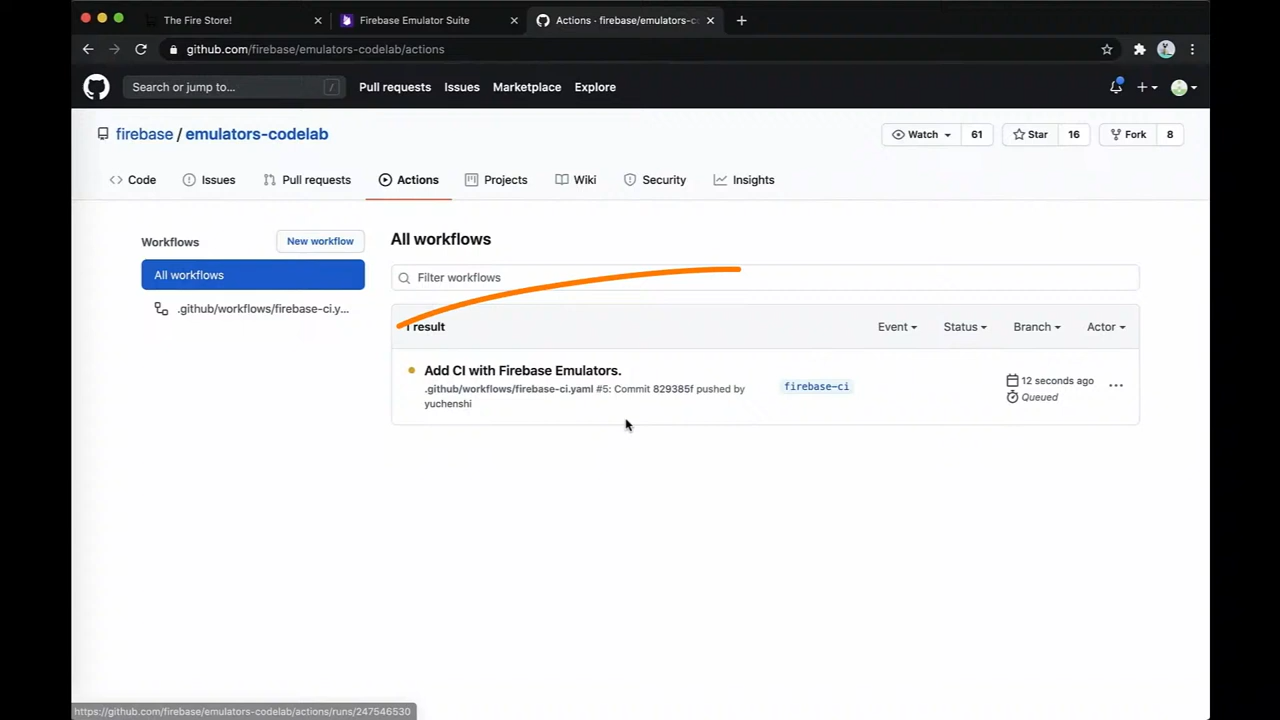 The Fire Store!
Firebase Emulator Suite
Actions · firebase/emulators-co
github.com/firebase/emulators-codelab/actions
Search or jump to...
/
Pull requests
Issues
Marketplace
Explore
firebase / emulators-codelab
Watch
61
Star
16
Fork
8
Code
Issues
Pull requests
Actions
Projects
Wiki
Security
Insights
Workflows
New workflow
All workflows
.github/workflows/firebase-ci.y...
All workflows
Filter workflows
1 result
Event
Status
Branch
Actor
Add CI with Firebase Emulators.
.github/workflows/firebase-ci.yaml #5: Commit 829385f pushed by
yuchenshi
firebase-ci
12 seconds ago
Queued
https://github.com/firebase/emulators-codelab/actions/runs/247546530